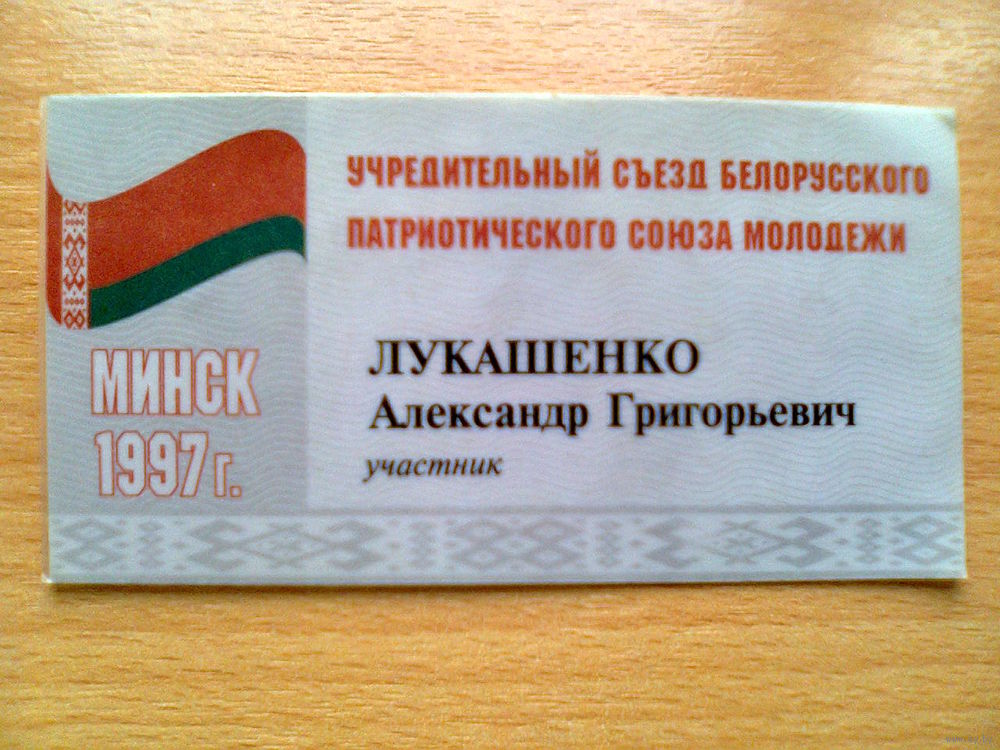 УЧРЕДИТЕЛЬНЫЙ СЪЕЗД БЕЛОРУССКОГО
ПАТРИОТИЧЕСКОГО СОЮЗА МОЛОДЕЖИ
ЛУКАШЕНКО
Александр Григорьевич
участник
МИНСК
1997 г.